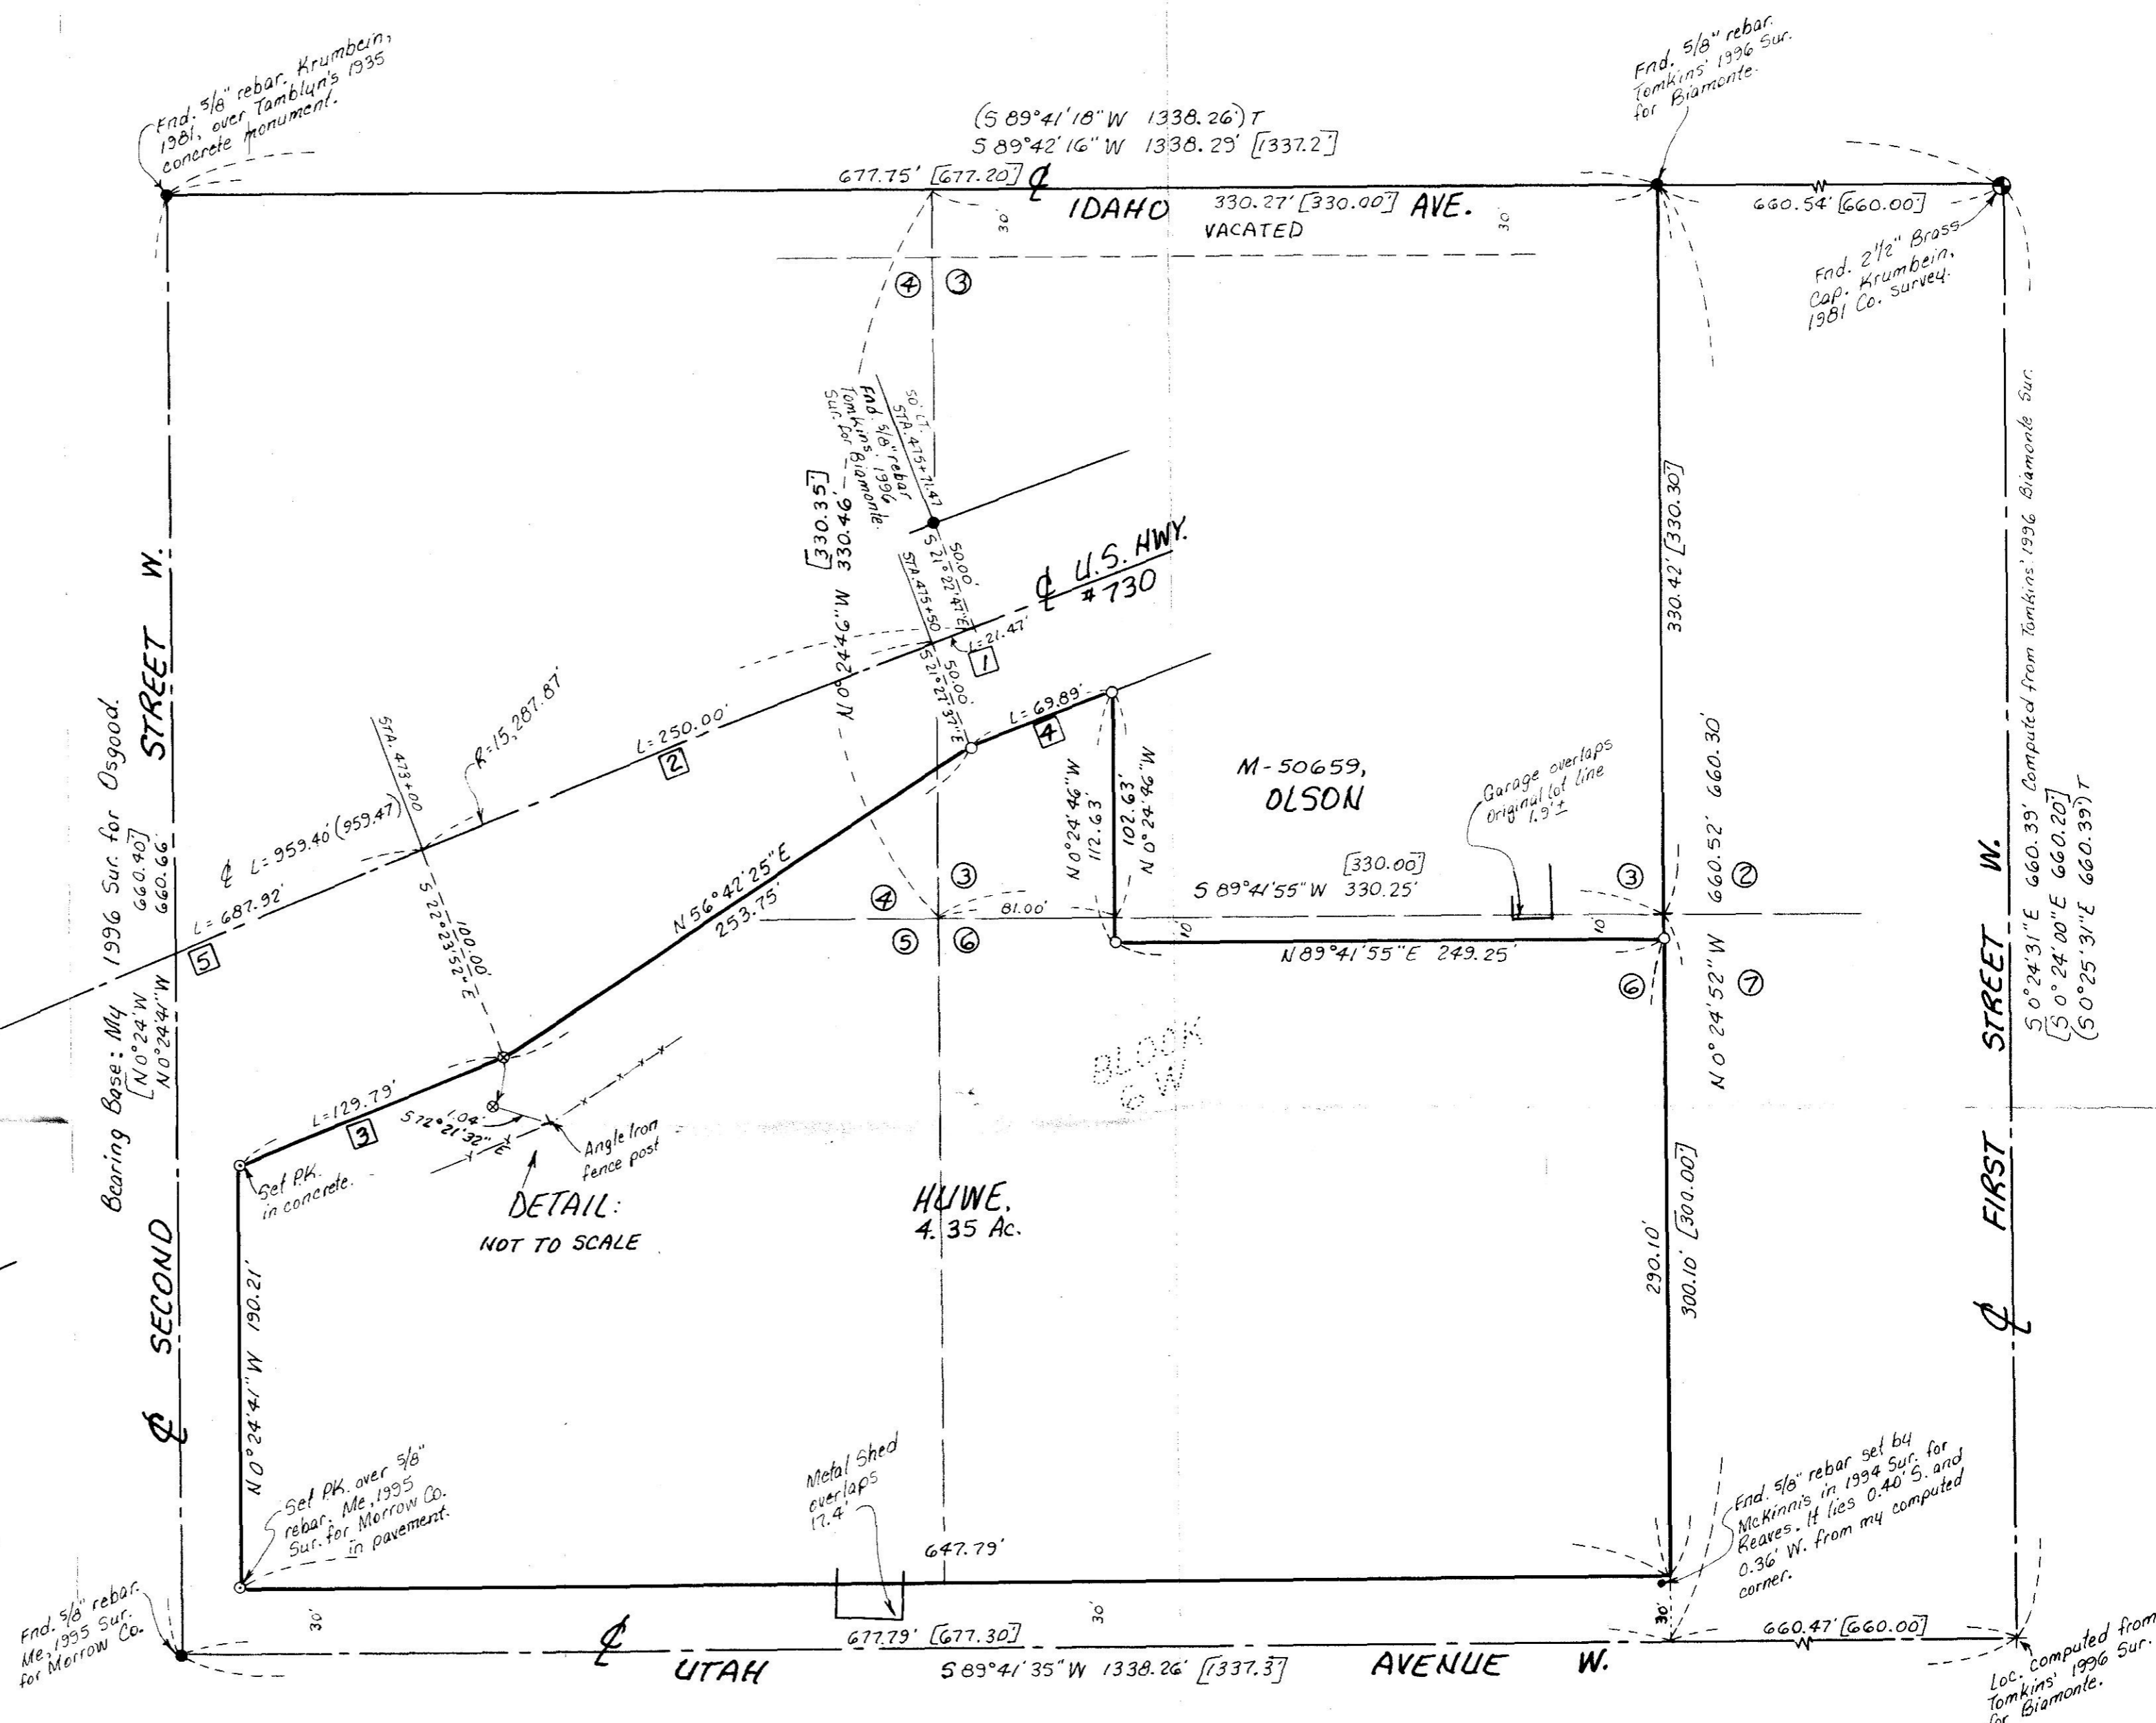 Fnd. 5/8" rebar. Krumbein,
1981, over Tamblyn's 1935
concrete monument.
(S 89°41'18" W 1338.26')T
S 89°42'16" W 1338.29' [1337.2']
677.75' [677.20'] ℄
IDAHO 330.27' [330.00'] AVE.
VACATED
30'
30'
Fnd. 5/8" rebar.
Tomkins' 1996 Sur.
for Biamonte.
660.54' [660.00']
Fnd. 2 1/2" Brass
Cap. Krumbein,
1981 Co. survey.
④ ③
50' LT.
STA. 475+71.47
Fnd. 5/8" rebar
Tomkins' 1996
Sur. for Biamonte.
[330.35']
N 0°24'46" W 330.46'
50.00'
S 21°22'47" E
STA. 475+50
L=21.47'
1
℄ U.S. HWY.
#730
50.00'
S 21°27'37" E
L=69.89'
4
330.42' [330.30']
℄ SECOND STREET W.
Bearing Base: My 1996 Sur. for Osgood.
[N 0°24' W 660.40']
N 0°24'41" W 660.66'
℄ L=959.40' (959.47')
L=687.92'
5
STA. 473+00
R=15,287.87'
L=250.00'
2
100.00'
S 22°23'52" E
N 56°42'25" E
253.75'
N 0°24'46" W
112.63'
102.63'
N 0°24'46" W
M-50659,
OLSON
Garage overlaps
Original lot line
1.9'±
[330.00']
S 89°41'55" W 330.25'
③ ②
④ ③
81.00'
⑤ ⑥
10'
10'
N 89°41'55" E 249.25'
⑥ ⑦
N 0°24'52" W 660.52' 660.30'
℄ FIRST STREET W.
S 0°24'31" E 660.39' Computed from Tomkins' 1996 Biamonte Sur.
[S 0°24'00" E 660.20']
(S 0°25'31" E 660.39')T
BLOCK
6 W
L=129.79'
3
1.04'
S 72°21'32" E
Angle Iron
fence post
Set P.K.
in concrete.
DETAIL:
NOT TO SCALE
HUWE.
4.35 Ac.
290.10'
300.10' [300.00']
N 0°24'41" W 190.21'
Set P.K. over 5/8"
rebar. Me, 1995
Sur. for Morrow Co.
in pavement.
Metal Shed
overlaps
17.4'
647.79'
Fnd. 5/8" rebar set by
McKinnis in 1994 Sur. for
Reaves. It lies 0.40' S. and
0.36' W. from my computed
corner.
Fnd. 5/8" rebar.
Me, 1995 Sur.
for Morrow Co.
30'
30'
30'
677.79' [677.30']
660.47' [660.00']
℄ UTAH AVENUE W.
S 89°41'35" W 1338.26' [1337.3']
Loc. computed from
Tomkins' 1996 Sur.
for Biamonte.